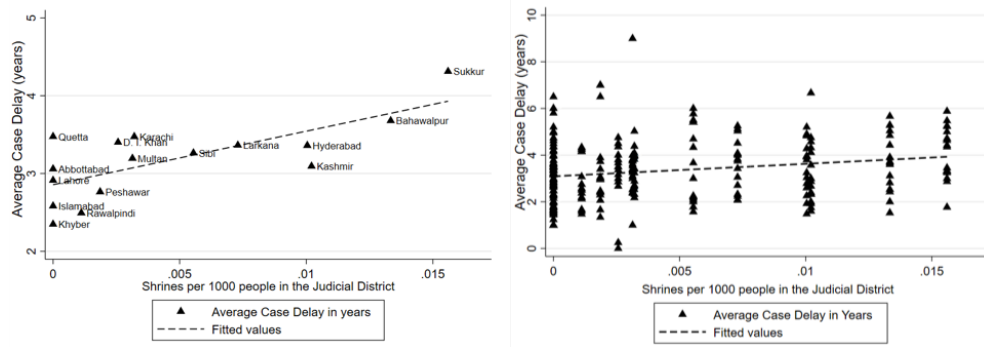 Average Case Delay (years)
5
4
3
2
Sukkur
Bahawalpur
Quetta
Karachi
D. I. Khan
Larkana
Hyderabad
Multan
Sibi
Kashmir
Abbottabad
Lahore
Peshawar
Islamabad
Rawalpindi
Khyber
0
.005
.01
.015
Shrines per 1000 people in the Judicial District
Average Case Delay in years
Fitted values
Average Case Delay (years)
10
8
6
4
2
0
0
.005
.01
.015
Shrines per 1000 people in the Judicial District
Average Case Delay in Years
Fitted values